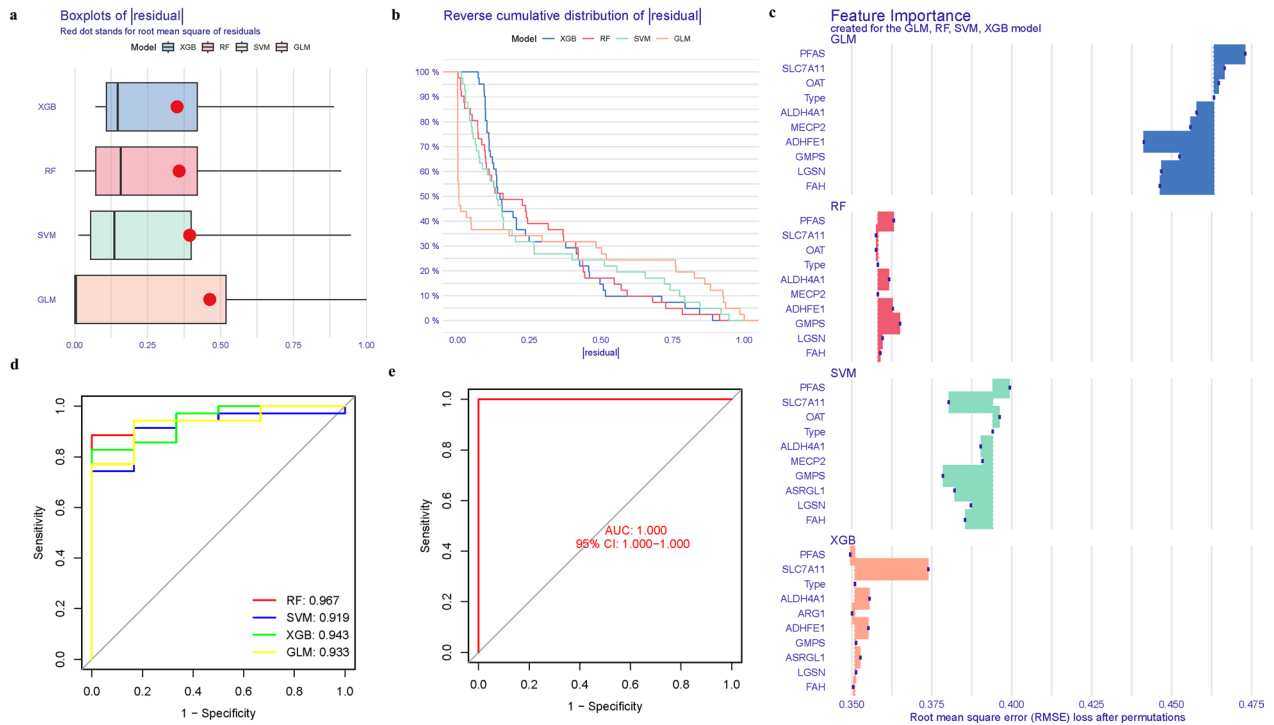 a
Boxplots of |residual|
Red dot stands for root mean square of residuals
Model XGB RF SVM GLM
XGB
RF
SVM
GLM
0.00 0.25 0.50 0.75 1.00
b
Reverse cumulative distribution of |residual|
Model XGB RF SVM GLM
100 %
90 %
80 %
70 %
60 %
50 %
40 %
30 %
20 %
10 %
0 %
0.00 0.25 0.50 0.75 1.00
|residual|
c
Feature Importance
created for the GLM, RF, SVM, XGB model
GLM
PFAS
SLC7A11
OAT
Type
ALDH4A1
MECP2
ADHFE1
GMPS
LGSN
FAH
RF
PFAS
SLC7A11
OAT
Type
ALDH4A1
MECP2
ADHFE1
GMPS
LGSN
FAH
SVM
PFAS
SLC7A11
OAT
Type
ALDH4A1
MECP2
GMPS
ASRGL1
LGSN
FAH
XGB
PFAS
SLC7A11
Type
ALDH4A1
ARG1
ADHFE1
GMPS
ASRGL1
LGSN
FAH
0.350 0.375 0.400 0.425 0.450 0.475
Root mean square error (RMSE) loss after permutations
d
Sensitivity
1.0
0.8
0.6
0.4
0.2
0.0
RF: 0.967
SVM: 0.919
XGB: 0.943
GLM: 0.933
0.0 0.2 0.4 0.6 0.8 1.0
1 − Specificity
e
Sensitivity
1.0
0.8
0.6
0.4
0.2
0.0
AUC: 1.000
95% CI: 1.000−1.000
0.0 0.2 0.4 0.6 0.8 1.0
1 − Specificity